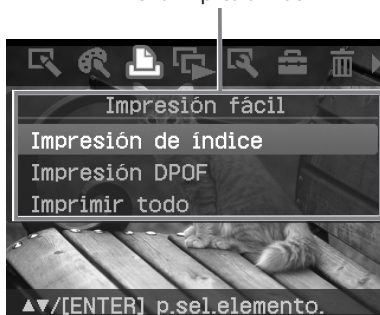 Impresión fácil
Impresión de índice
Impresión DPOF
Imprimir todo
▲▼/[ENTER] p.sel.elemento.